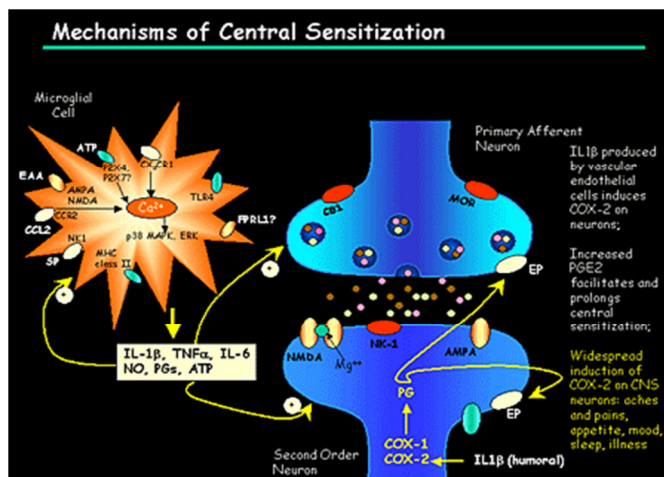 Mechanisms of Central Sensitization
Microglial
Cell
ATP
P2X4,
P2X7?
CX₃CR1
EAA
AMPA
NMDA
TLR4
CCR2
Ca²⁺
CCL2
FPRL1?
NK1
p38 MAPK, ERK
SP
MHC
class II
+
IL-1β, TNFα, IL-6
NO, PGs, ATP
+
+
Primary Afferent
Neuron
CB1
MOR
EP
NMDA
Mg⁺⁺
NK-1
AMPA
PG
EP
COX-1
COX-2
IL1β (humoral)
Second Order
Neuron
IL1β produced
by vascular
endothelial
cells induces
COX-2 on
neurons;
Increased
PGE2
facilitates and
prolongs
central
sensitization;
Widespread
induction of
COX-2 on CNS
neurons: aches
and pains,
appetite, mood,
sleep, illness